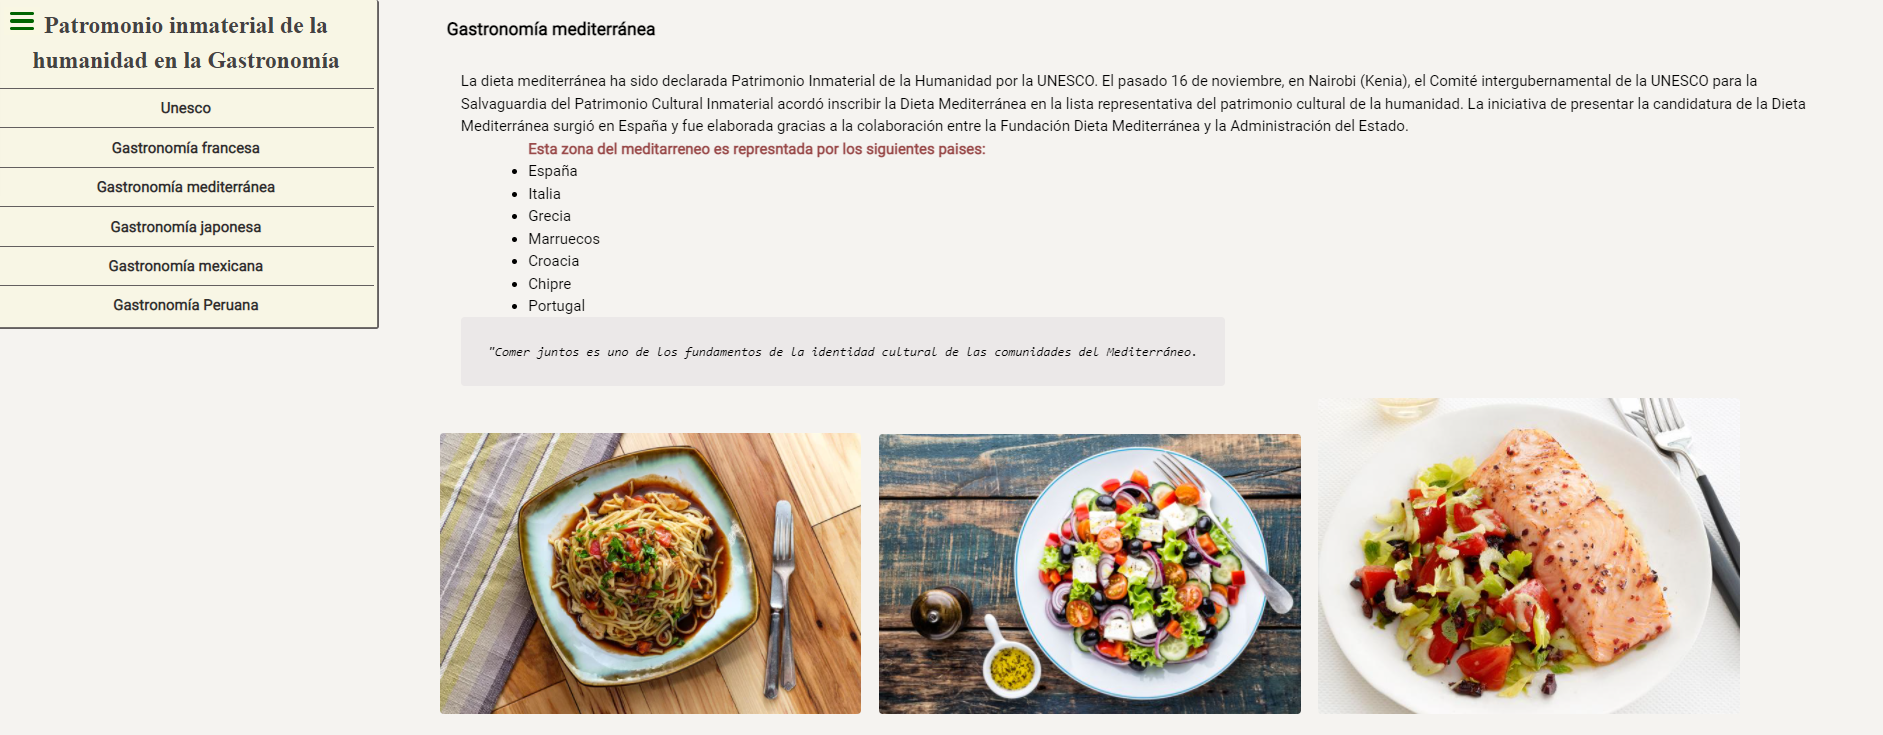 Patromonio inmaterial de la
humanidad en la Gastronomía
Unesco
Gastronomía francesa
Gastronomía mediterránea
Gastronomía japonesa
Gastronomía mexicana
Gastronomía Peruana
Gastronomía mediterránea
La dieta mediterránea ha sido declarada Patrimonio Inmaterial de la Humanidad por la UNESCO. El pasado 16 de noviembre, en Nairobi (Kenia), el Comité intergubernamental de la UNESCO para la
Salvaguardia del Patrimonio Cultural Inmaterial acordó inscribir la Dieta Mediterránea en la lista representativa del patrimonio cultural de la humanidad. La iniciativa de presentar la candidatura de la Dieta
Mediterránea surgió en España y fue elaborada gracias a la colaboración entre la Fundación Dieta Mediterránea y la Administración del Estado.
Esta zona del meditarreneo es represntada por los siguientes paises:
España
Italia
Grecia
Marruecos
Croacia
Chipre
Portugal
"Comer juntos es uno de los fundamentos de la identidad cultural de las comunidades del Mediterráneo.